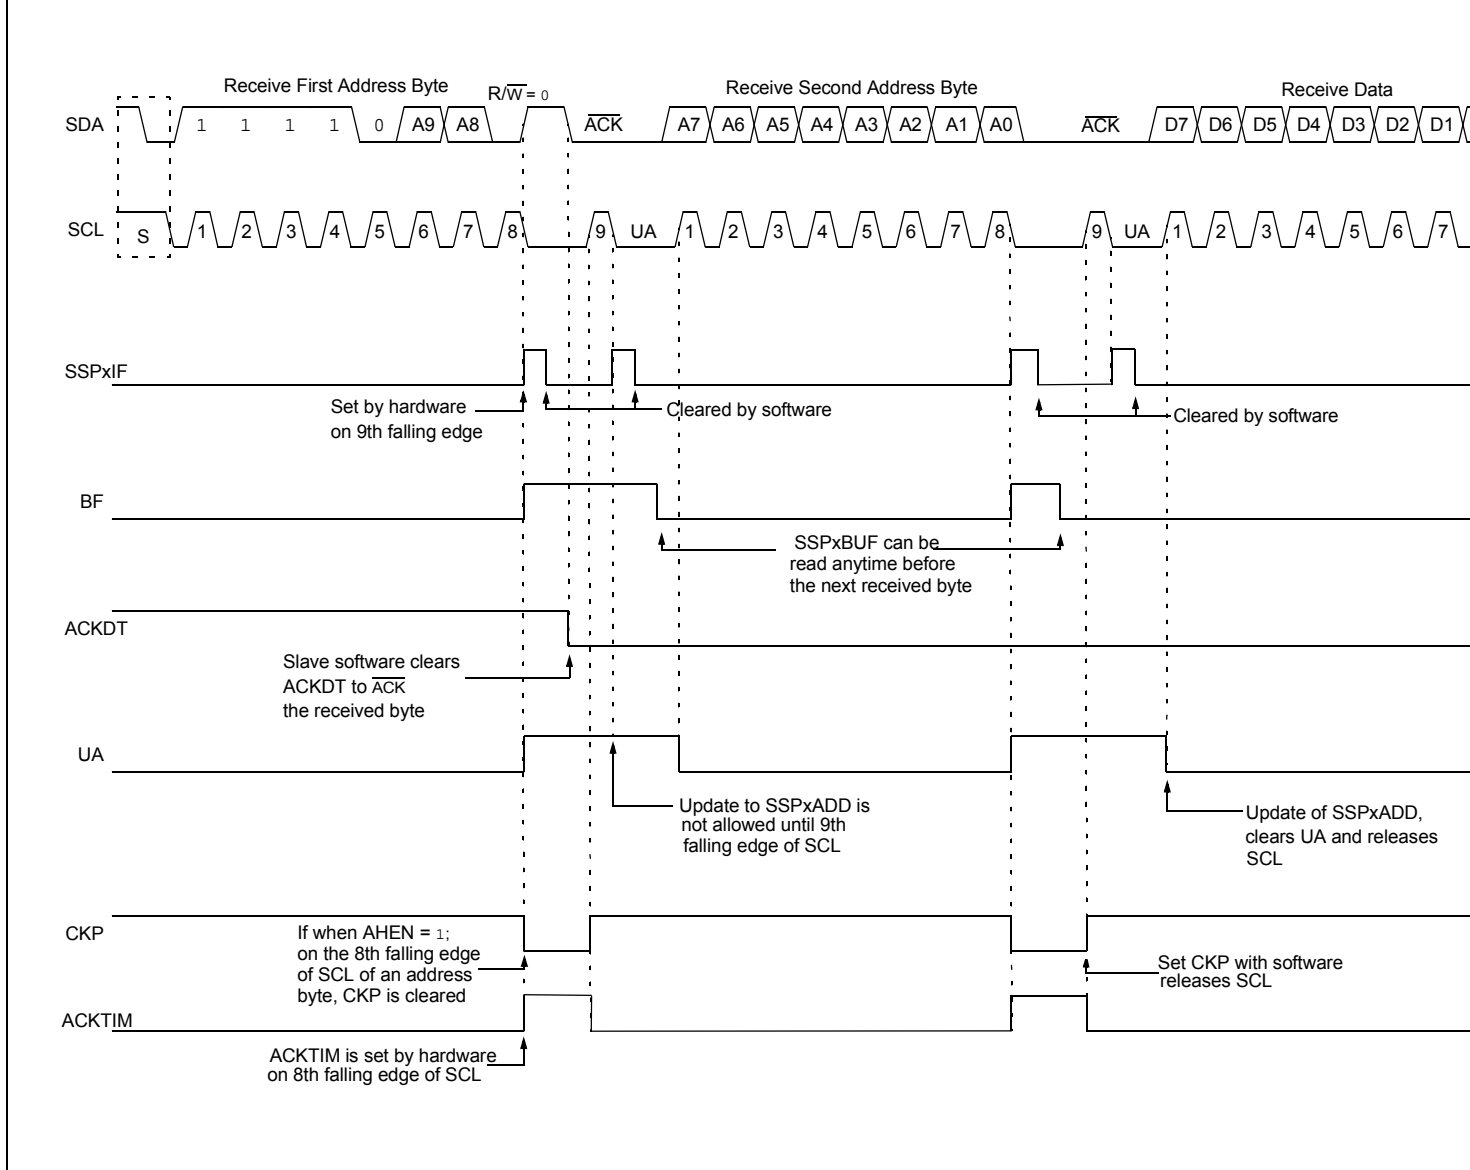 Receive First Address Byte
R/W = 0
Receive Second Address Byte
Receive Data
SDA
1 1 1 1 0 A9 A8
ACK
A7 A6 A5 A4 A3 A2 A1 A0
ACK
D7 D6 D5 D4 D3 D2 D1
SCL
S
1 2 3 4 5 6 7 8 9 UA 1 2 3 4 5 6 7 8 9 UA 1 2 3 4 5 6 7
SSPxIF
Set by hardware
on 9th falling edge
Cleared by software
Cleared by software
BF
SSPxBUF can be
read anytime before
the next received byte
ACKDT
Slave software clears
ACKDT to ACK
the received byte
UA
Update to SSPxADD is
not allowed until 9th
falling edge of SCL
Update of SSPxADD,
clears UA and releases
SCL
CKP
If when AHEN = 1;
on the 8th falling edge
of SCL of an address
byte, CKP is cleared
Set CKP with software
releases SCL
ACKTIM
ACKTIM is set by hardware
on 8th falling edge of SCL